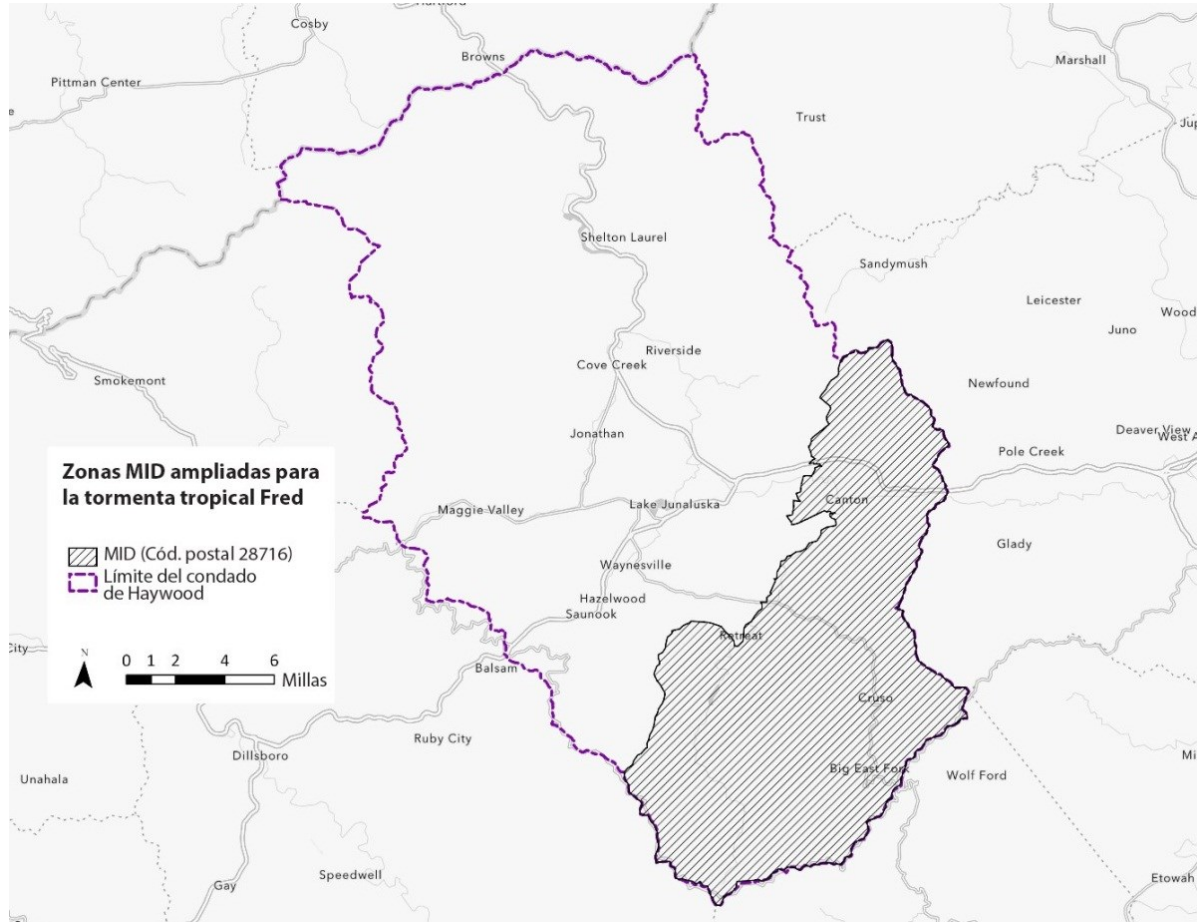 Cosby
Browns
Pittman Center
Marshall
Trust
Shelton Laurel
Sandymush
Leicester
Juno
Riverside
Cove Creek
Smokemont
Newfound
Jonathan
Deaver View
Pole Creek
Zonas MID ampliadas para
la tormenta tropical Fred
MID (Cód. postal 28716)
Límite del condado
de Haywood
N
0 1 2 4 6 Millas
Maggie Valley
Lake Junaluska
Canton
Glady
Waynesville
Hazelwood
Saunook
Retreat
Balsam
Cruso
Ruby City
Dillsboro
Unahala
Big East Fork
Wolf Ford
Speedwell
Gay
Etowah